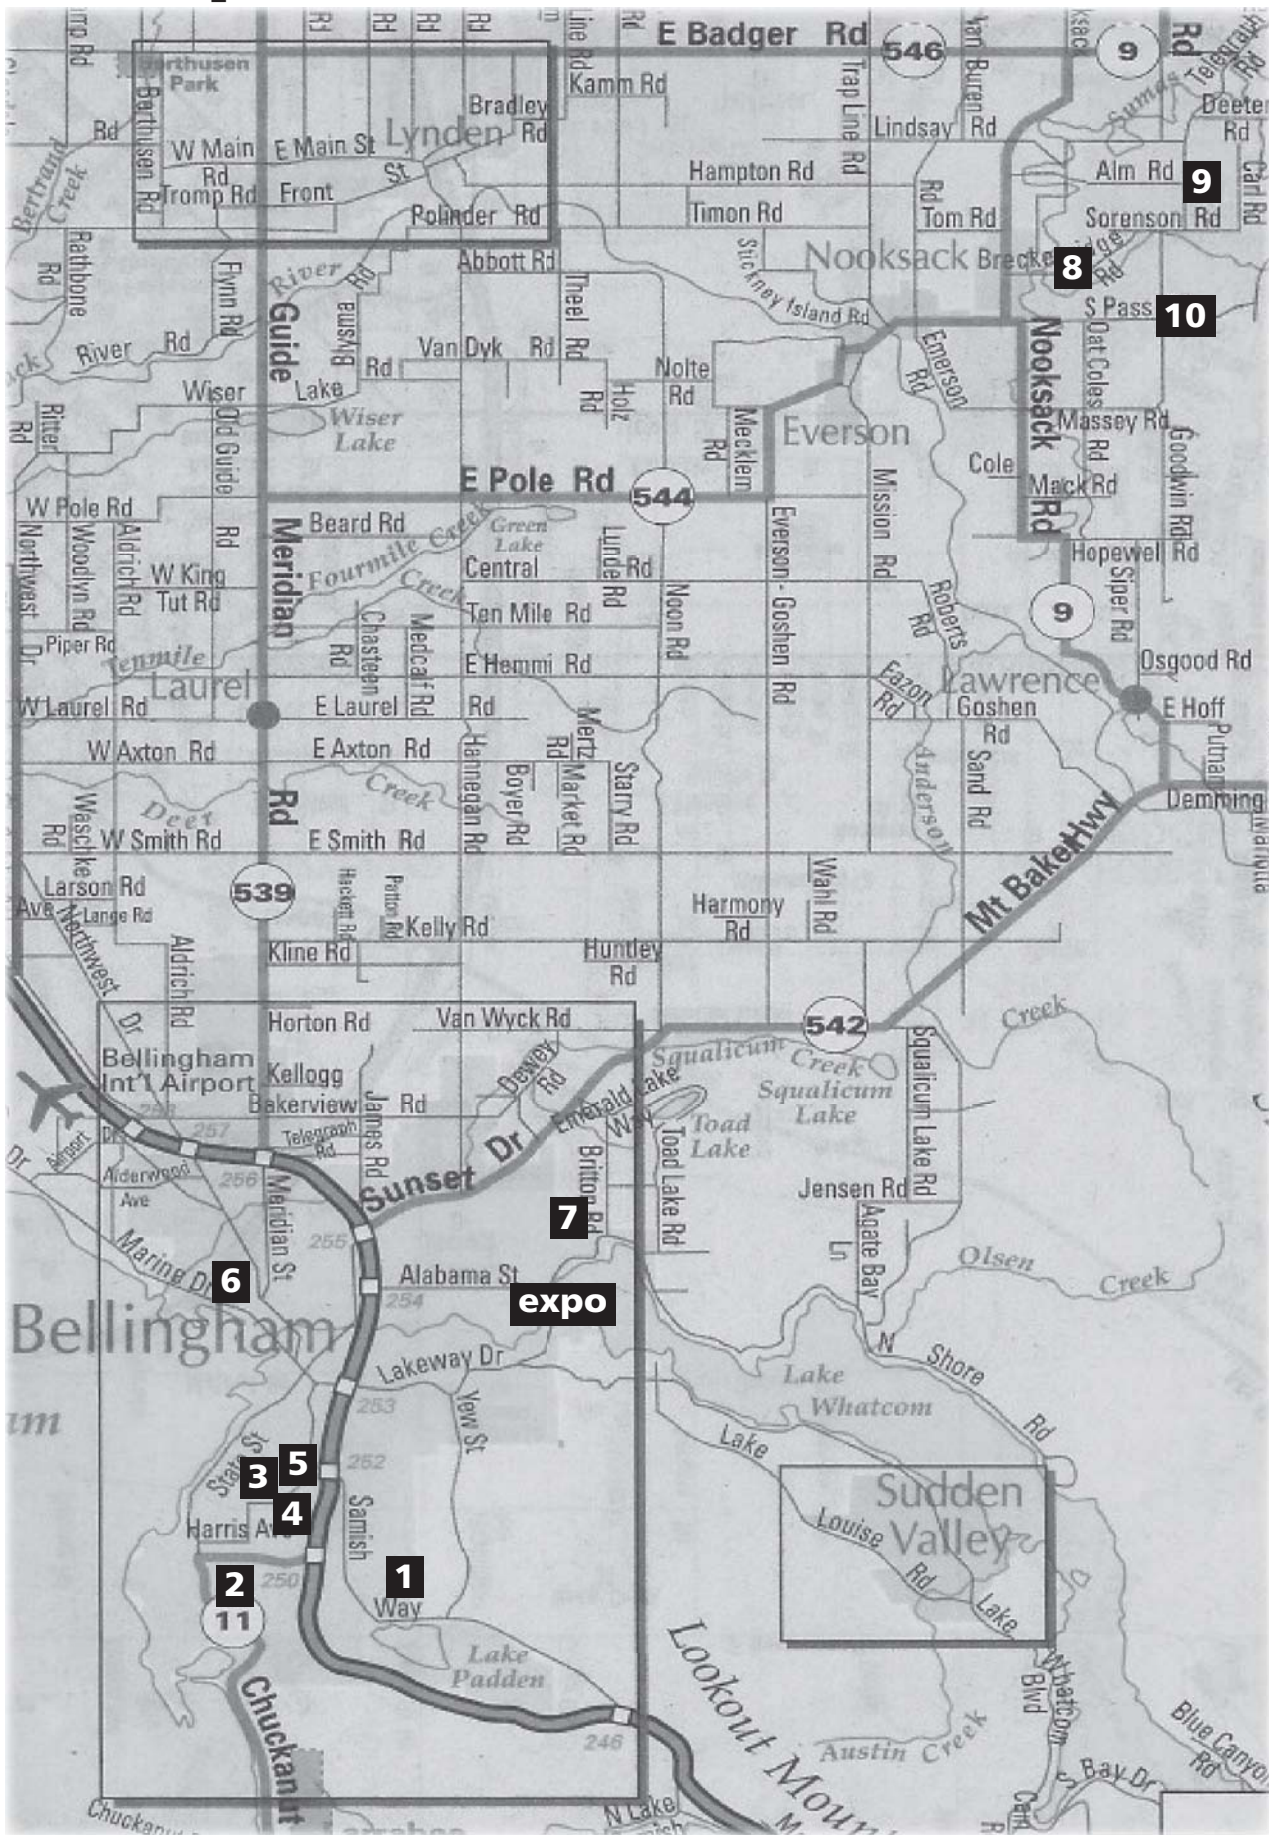 E Badger Rd
546
9
Rd
Telegraph
Rd
Line Rd
Kamm Rd
Trap Line Rd
Van Buren
Sumas
Deeter
Rd
Park
Berthusen Rd
Bertrand
Creek
Rd
W Main
Rd
E Main St
Lynden
Bradley
Rd
Lindsay Rd
Tromp Rd
Front
St
Hampton Rd
Alm Rd
9
Carl Rd
Polinder Rd
Timon Rd
Rd
Tom Rd
Sorenson Rd
Rathbone
Rd
Flynn Rd
River
Rd
Abbott Rd
Stickney Island Rd
Nooksack
8
Rd
S Pass
10
Guide
Blysma
Theel Rd
River Rd
Van Dyk Rd
Rd
Nolte
Rd
Emerson
Rd
Nooksack
Rd
Oat Coles
Rd
Wiser
Lake
Wiser
Lake
Holz
Rd
Mecklem
Rd
Everson
Massey Rd
Goodwin Rd
Ritter
Rd
Old Guide
Rd
E Pole Rd
544
Cole
Mack Rd
W Pole Rd
Meridian
Rd
Beard Rd
Fourmile Creek
Green
Lake
Lunde Rd
Everson - Goshen Rd
Mission Rd
Hopewell Rd
Northwest
Dr
Woodlyn Rd
Aldrich Rd
W King
Tut Rd
Creek
Central
Rd
Noon Rd
Siper Rd
Ten Mile Rd
Roberts
Rd
9
Piper Rd
Tenmile
Chasteen
Rd
Medcalf Rd
E Hemmi Rd
Osgood Rd
Laurel
Fazon
Rd
Lawrence
W Laurel Rd
E Laurel
Rd
Mertz
Rd
Goshen
Rd
E Hoff
Putman
W Axton Rd
E Axton Rd
Hannegan Rd
Boyer Rd
Market Rd
Starry Rd
Anderson
Sand Rd
Deer
Creek
Waschke
Rd
Demming
W Smith Rd
E Smith Rd
Mt Baker Hwy
Larson Rd
Ave
Lange Rd
539
Hackett Rd
Patton Rd
Kelly Rd
Harmony
Rd
Wahl Rd
Northwest
Dr
Aldrich Rd
Kline Rd
Huntley
Rd
Horton Rd
Van Wyck Rd
542
Creek
Bellingham
Int'l Airport
Kellogg
Dewey
Rd
Squalicum
Creek
Squalicum
Lake
Squalicum Lake Rd
Bakerview Rd
James Rd
Emerald Lake
Way
Toad
Lake
258
257
Telegraph
Rd
Sunset Dr
Britton Rd
Toad Lake Rd
Dr
Airport
Dr
Alderwood
Ave
256
Meridian St
Jensen Rd
Agate Bay
Ln
7
255
Marine Dr
6
Alabama St
254
expo
Olsen
Creek
Bellingham
N Shore Rd
Lakeway Dr
Lake
Whatcom
253
Yew St
State St
3
5
252
Lake
Louise
Rd
Sudden
Valley
4
Harris Ave
Samish
Way
1
2
250
11
Lake
Lake
Padden
Whatcom
Blvd
Chuckanut
246
Lookout
Austin Creek
Blue Canyon
Rd
S Bay Dr
N Lake
Chuckanut